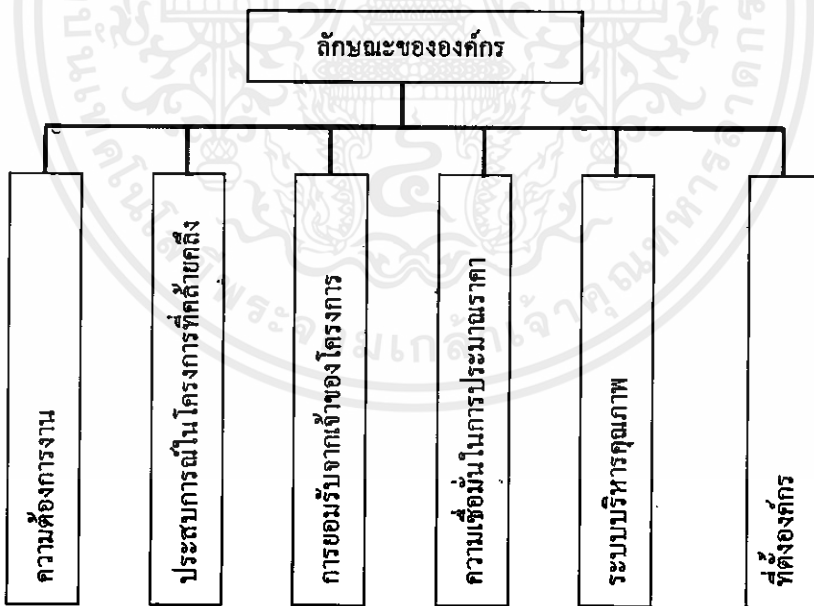 ลักษณะขององค์กร
ความต้องการงาน
ประสบการณ์ในโครงการที่คล้ายคลึง
การยอมรับจากเจ้าของโครงการ
ความเชื่อมั่นในการประมาณราคา
ระบบบริหารคุณภาพ
ที่ตั้งองค์กร